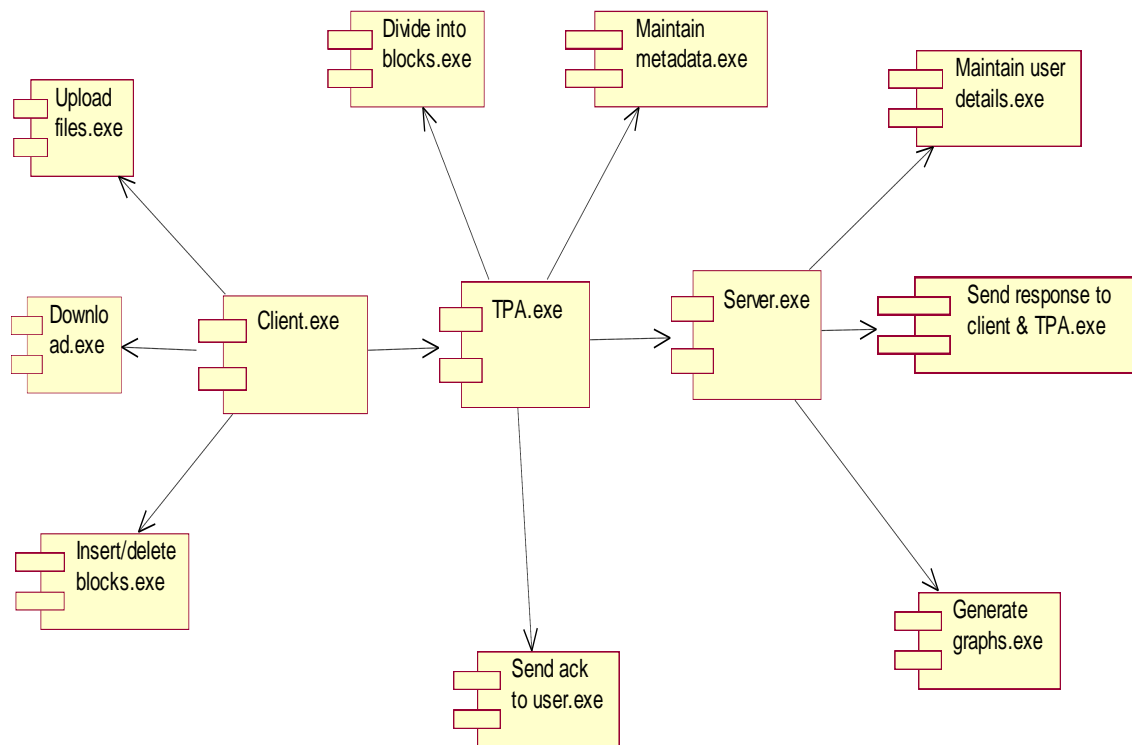 Divide into
blocks.exe
Maintain
metadata.exe
Maintain user
details.exe
Upload
files.exe
Downlo
ad.exe
Client.exe
TPA.exe
Server.exe
Send response to
client & TPA.exe
Insert/delete
blocks.exe
Generate
graphs.exe
Send ack
to user.exe